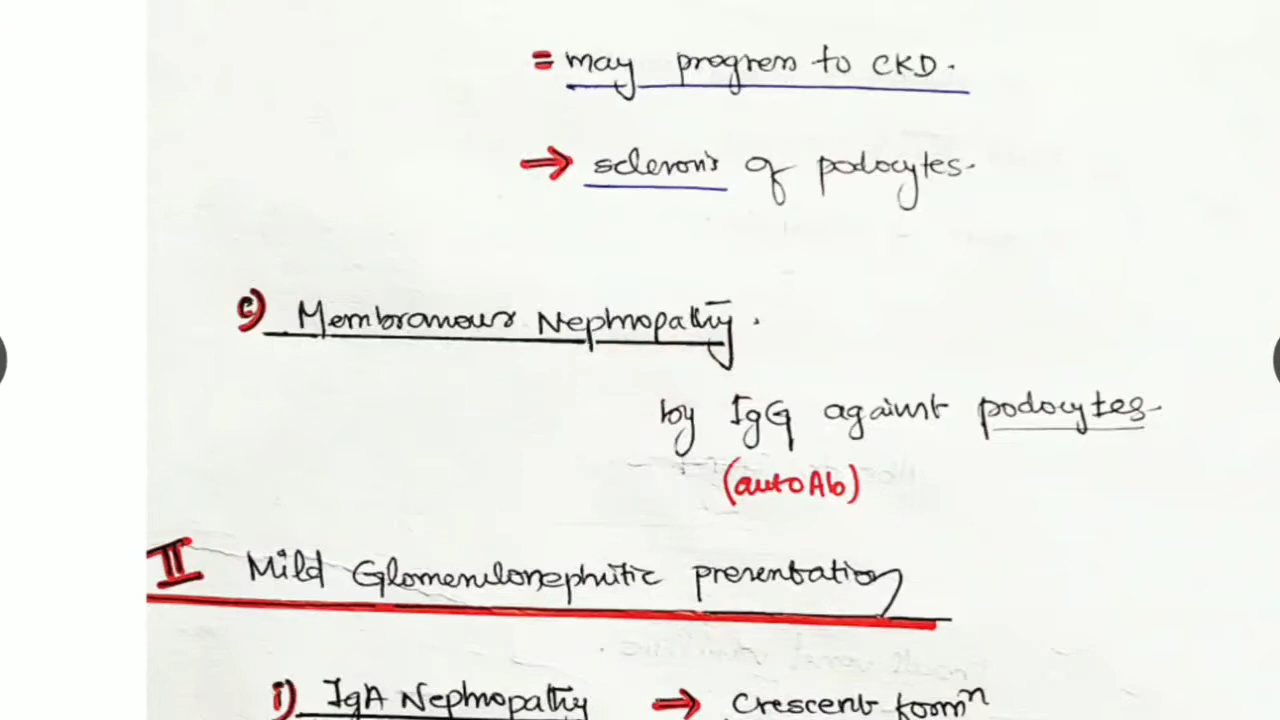 = may progress to CKD.
→ sclerosis of podocytes.
c) Membranous Nephropathy.
by IgG against podocytes.
(autoAb)
II Mild Glomerulonephritic presentation
i) IgA Nephropathy → Crescent formⁿ